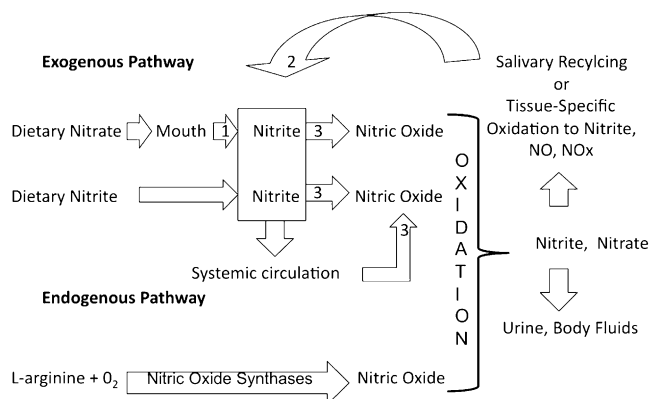 Exogenous Pathway
2
Salivary Recylcing
or
Tissue-Specific
Oxidation to Nitrite,
NO, NOx
Dietary Nitrate
Mouth
1
Nitrite
3
Nitric Oxide
Dietary Nitrite
Nitrite
3
Nitric Oxide
3
Systemic circulation
OXIDATION
Nitrite, Nitrate
Urine, Body Fluids
Endogenous Pathway
L-arginine + 0₂
Nitric Oxide Synthases
Nitric Oxide